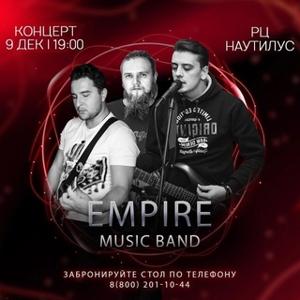 КОНЦЕРТ
9 ДЕК | 19:00
РЦ
НАУТИЛУС
EMPIRE
MUSIC BAND
ЗАБРОНИРУЙТЕ СТОЛ ПО ТЕЛЕФОНУ
8(800) 201-10-44